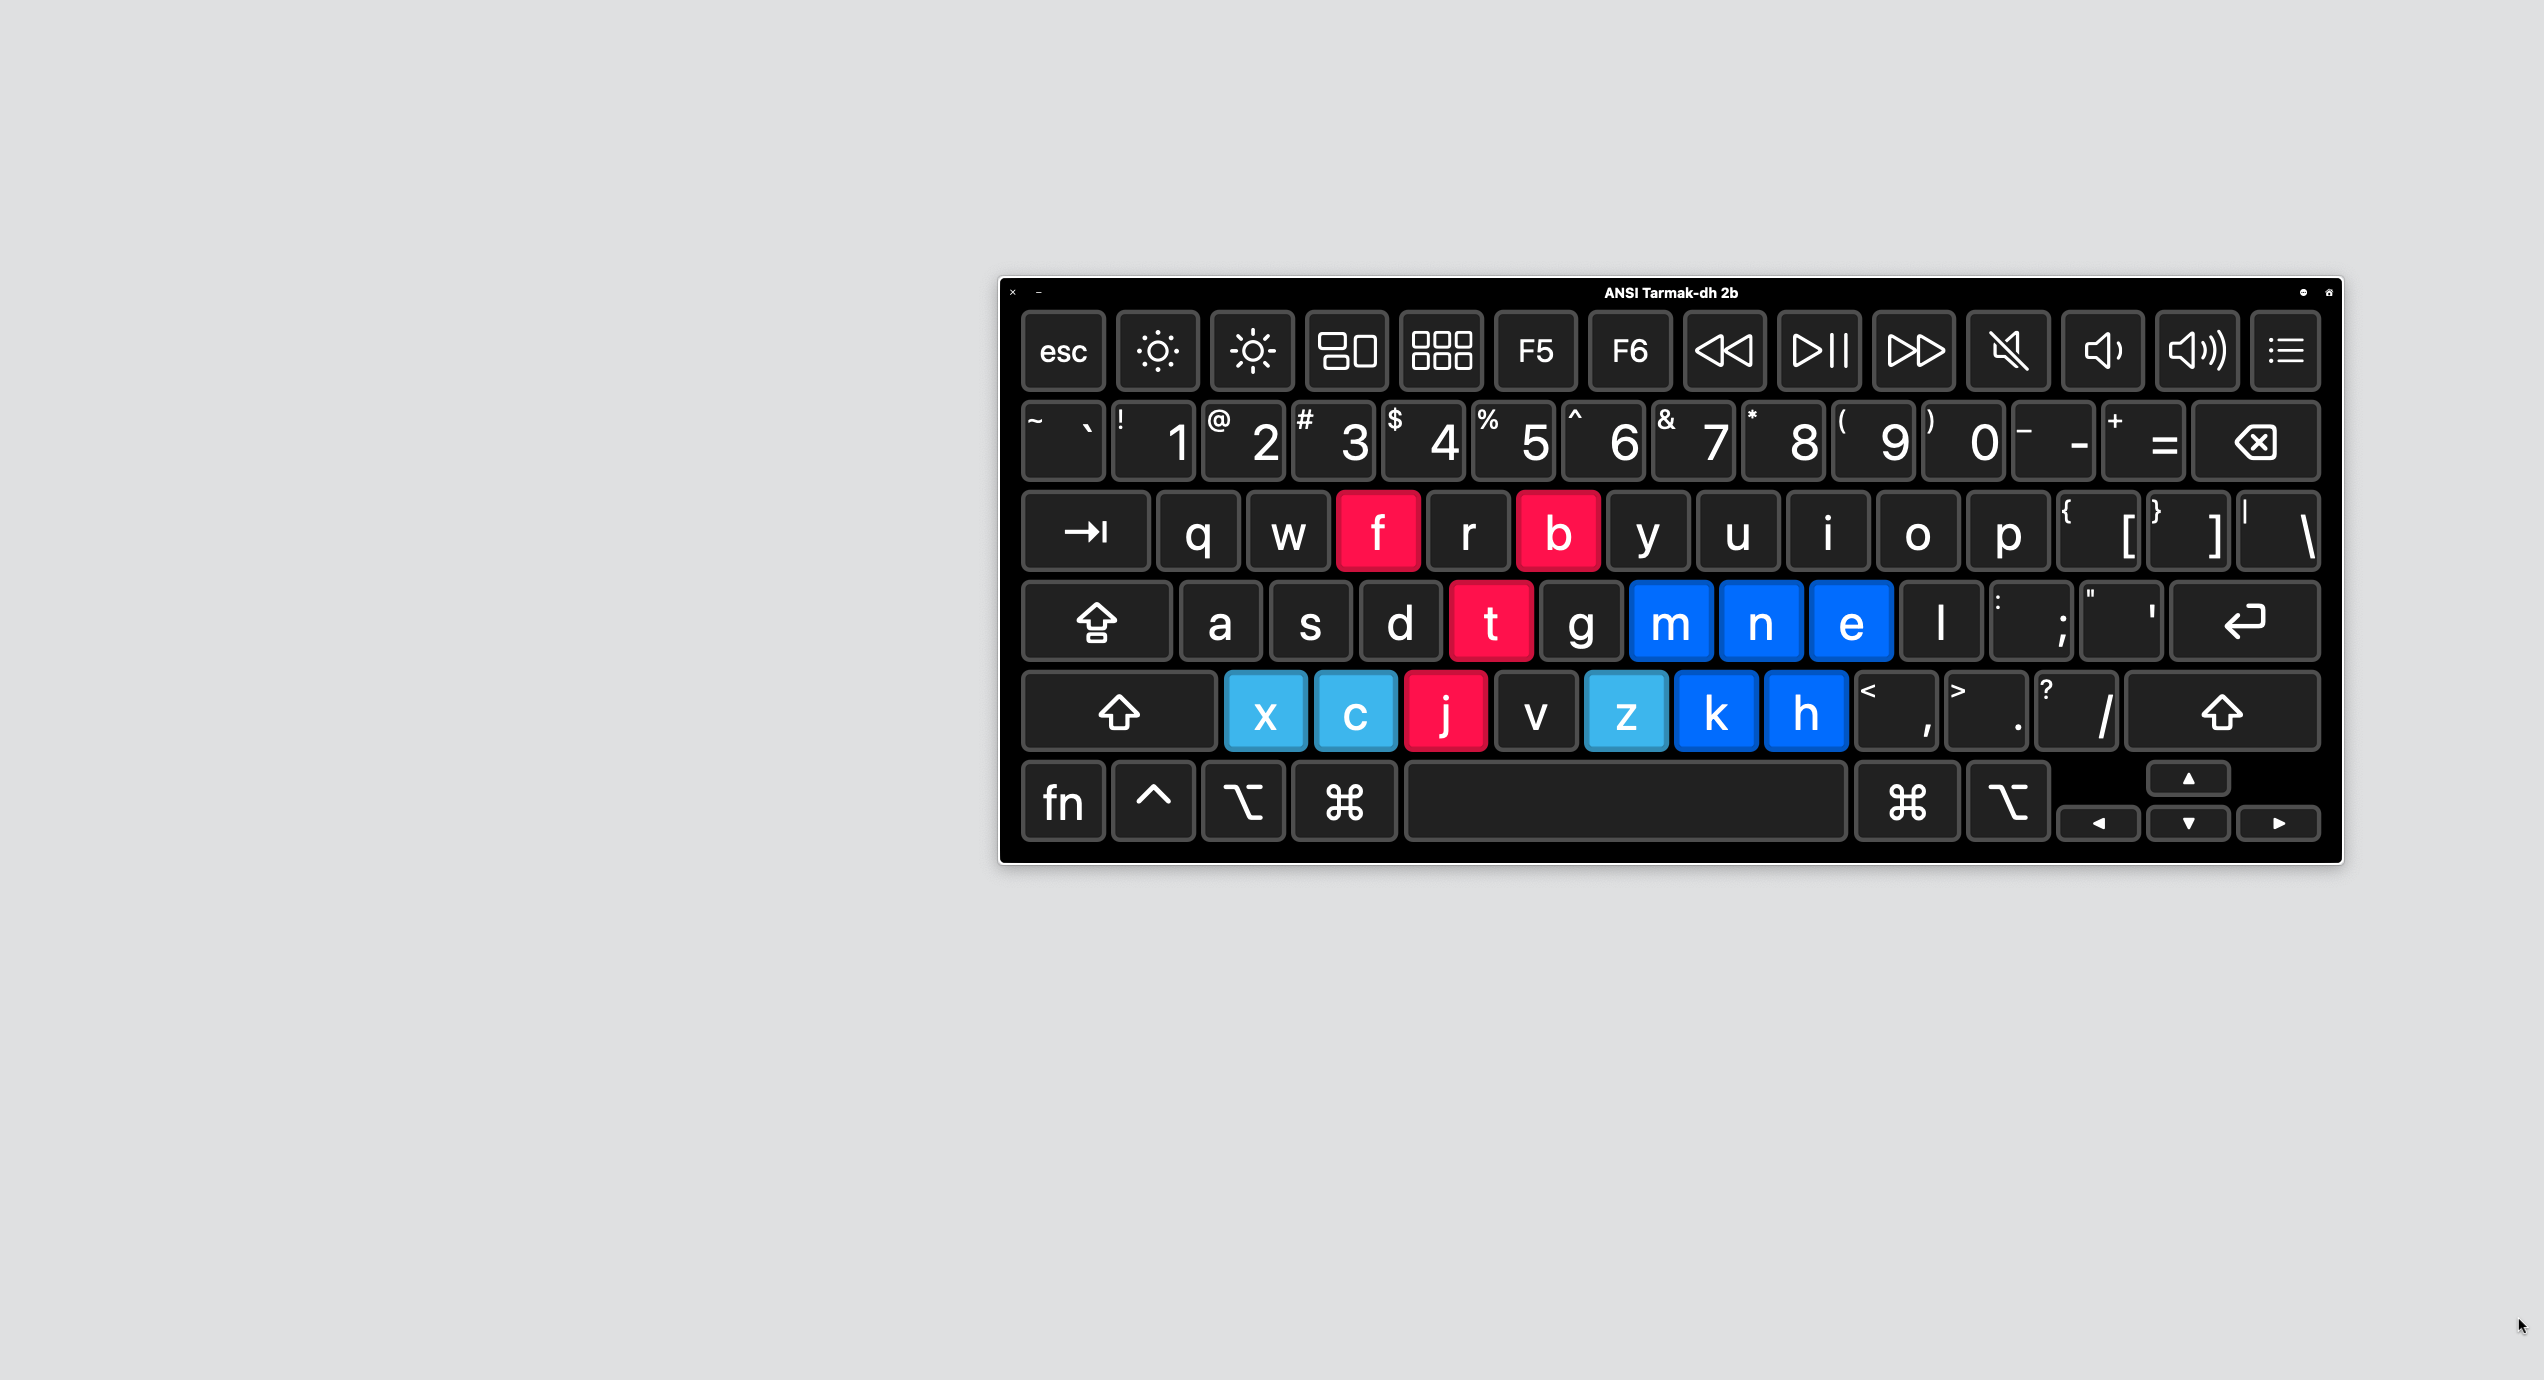 ANSI Tarmak-dh 2b
esc F5 F6
~ ` ! 1 @ 2 # 3 $ 4 % 5 ^ 6 & 7 * 8 ( 9 ) 0 _ - + =
q w f r b y u i o p { [ } ] | \
a s d t g m n e l : ; " '
x c j v z k h < , > . ? /
fn